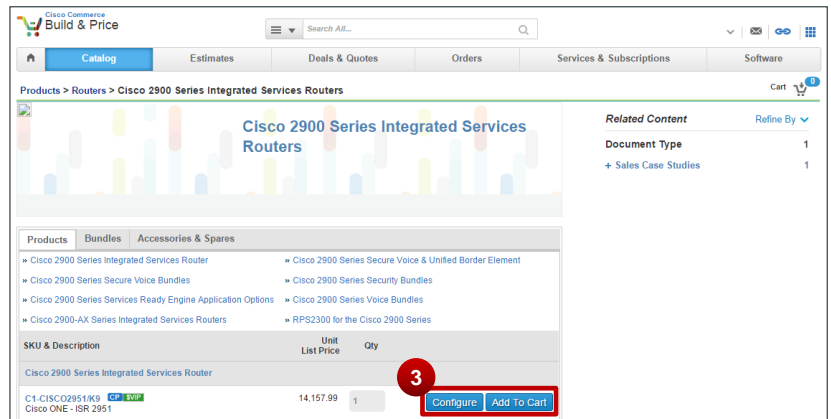 Cisco Commerce
Build & Price
Search All...
Catalog
Estimates
Deals & Quotes
Orders
Services & Subscriptions
Software
Products > Routers > Cisco 2900 Series Integrated Services Routers
Cart
0
Cisco 2900 Series Integrated Services
Routers
Related Content
Refine By
Document Type 1
+ Sales Case Studies 1
Products
Bundles
Accessories & Spares
» Cisco 2900 Series Integrated Services Router
» Cisco 2900 Series Secure Voice & Unified Border Element
» Cisco 2900 Series Secure Voice Bundles
» Cisco 2900 Series Security Bundles
» Cisco 2900 Series Services Ready Engine Application Options
» Cisco 2900 Series Voice Bundles
» Cisco 2900-AX Series Integrated Services Routers
» RPS2300 for the Cisco 2900 Series
SKU & Description
Unit
List Price
Qty
Cisco 2900 Series Integrated Services Router
3
C1-CISCO2951/K9 CP $VIP
14,157.99
1
Configure
Add To Cart
Cisco ONE - ISR 2951